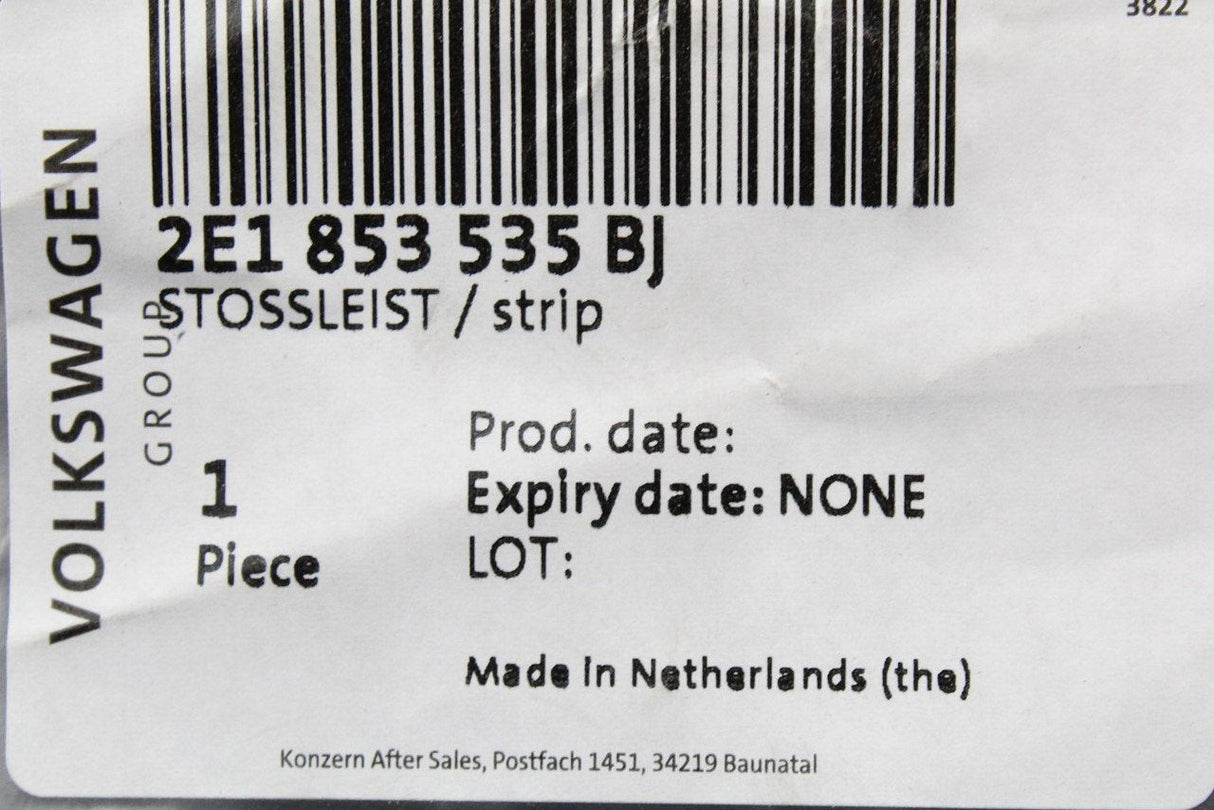 3822
2E1 853 535 BJ
STOSSLEIST / strip
VOLKSWAGEN
GROUP
1
Piece
Prod. date:
Expiry date: NONE
LOT:
Made in Netherlands (the)
Konzern After Sales, Postfach 1451, 34219 Baunatal